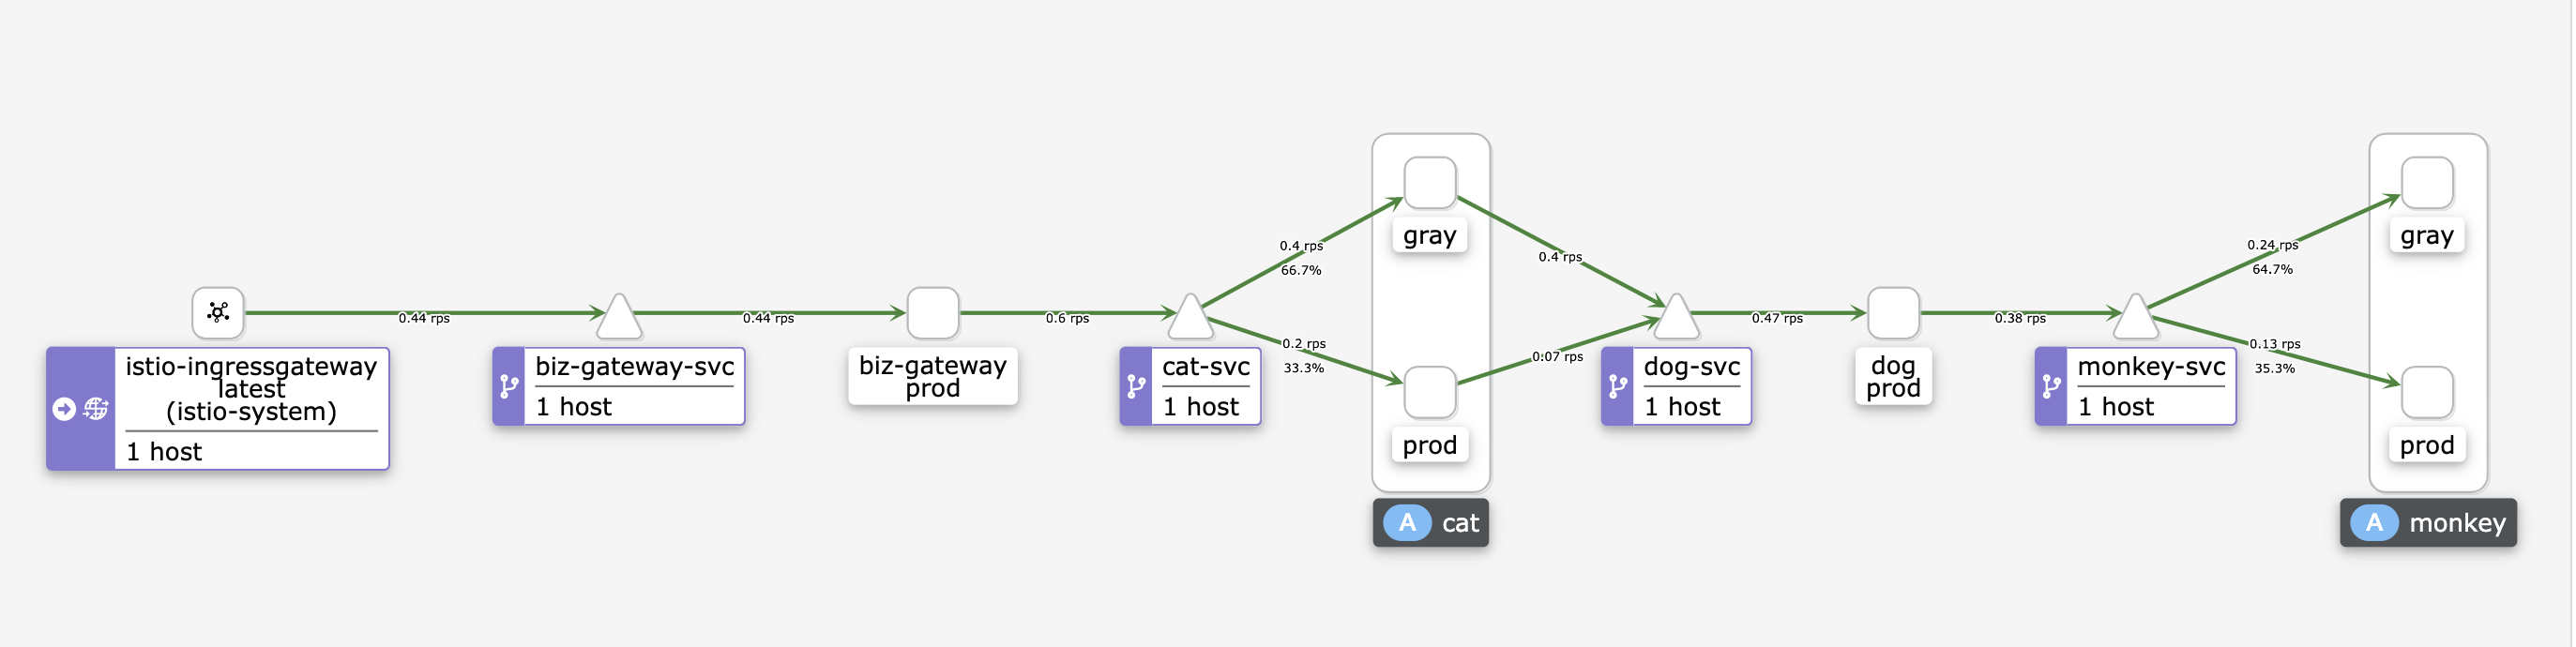 istio-ingressgateway
latest
(istio-system)
1 host
0.44 rps
biz-gateway-svc
1 host
0.44 rps
biz-gateway
prod
0.6 rps
cat-svc
1 host
0.4 rps
66.7%
0.2 rps
33.3%
gray
prod
A cat
0.4 rps
0.07 rps
dog-svc
1 host
0.47 rps
dog
prod
0.38 rps
monkey-svc
1 host
0.24 rps
64.7%
0.13 rps
35.3%
gray
prod
A monkey